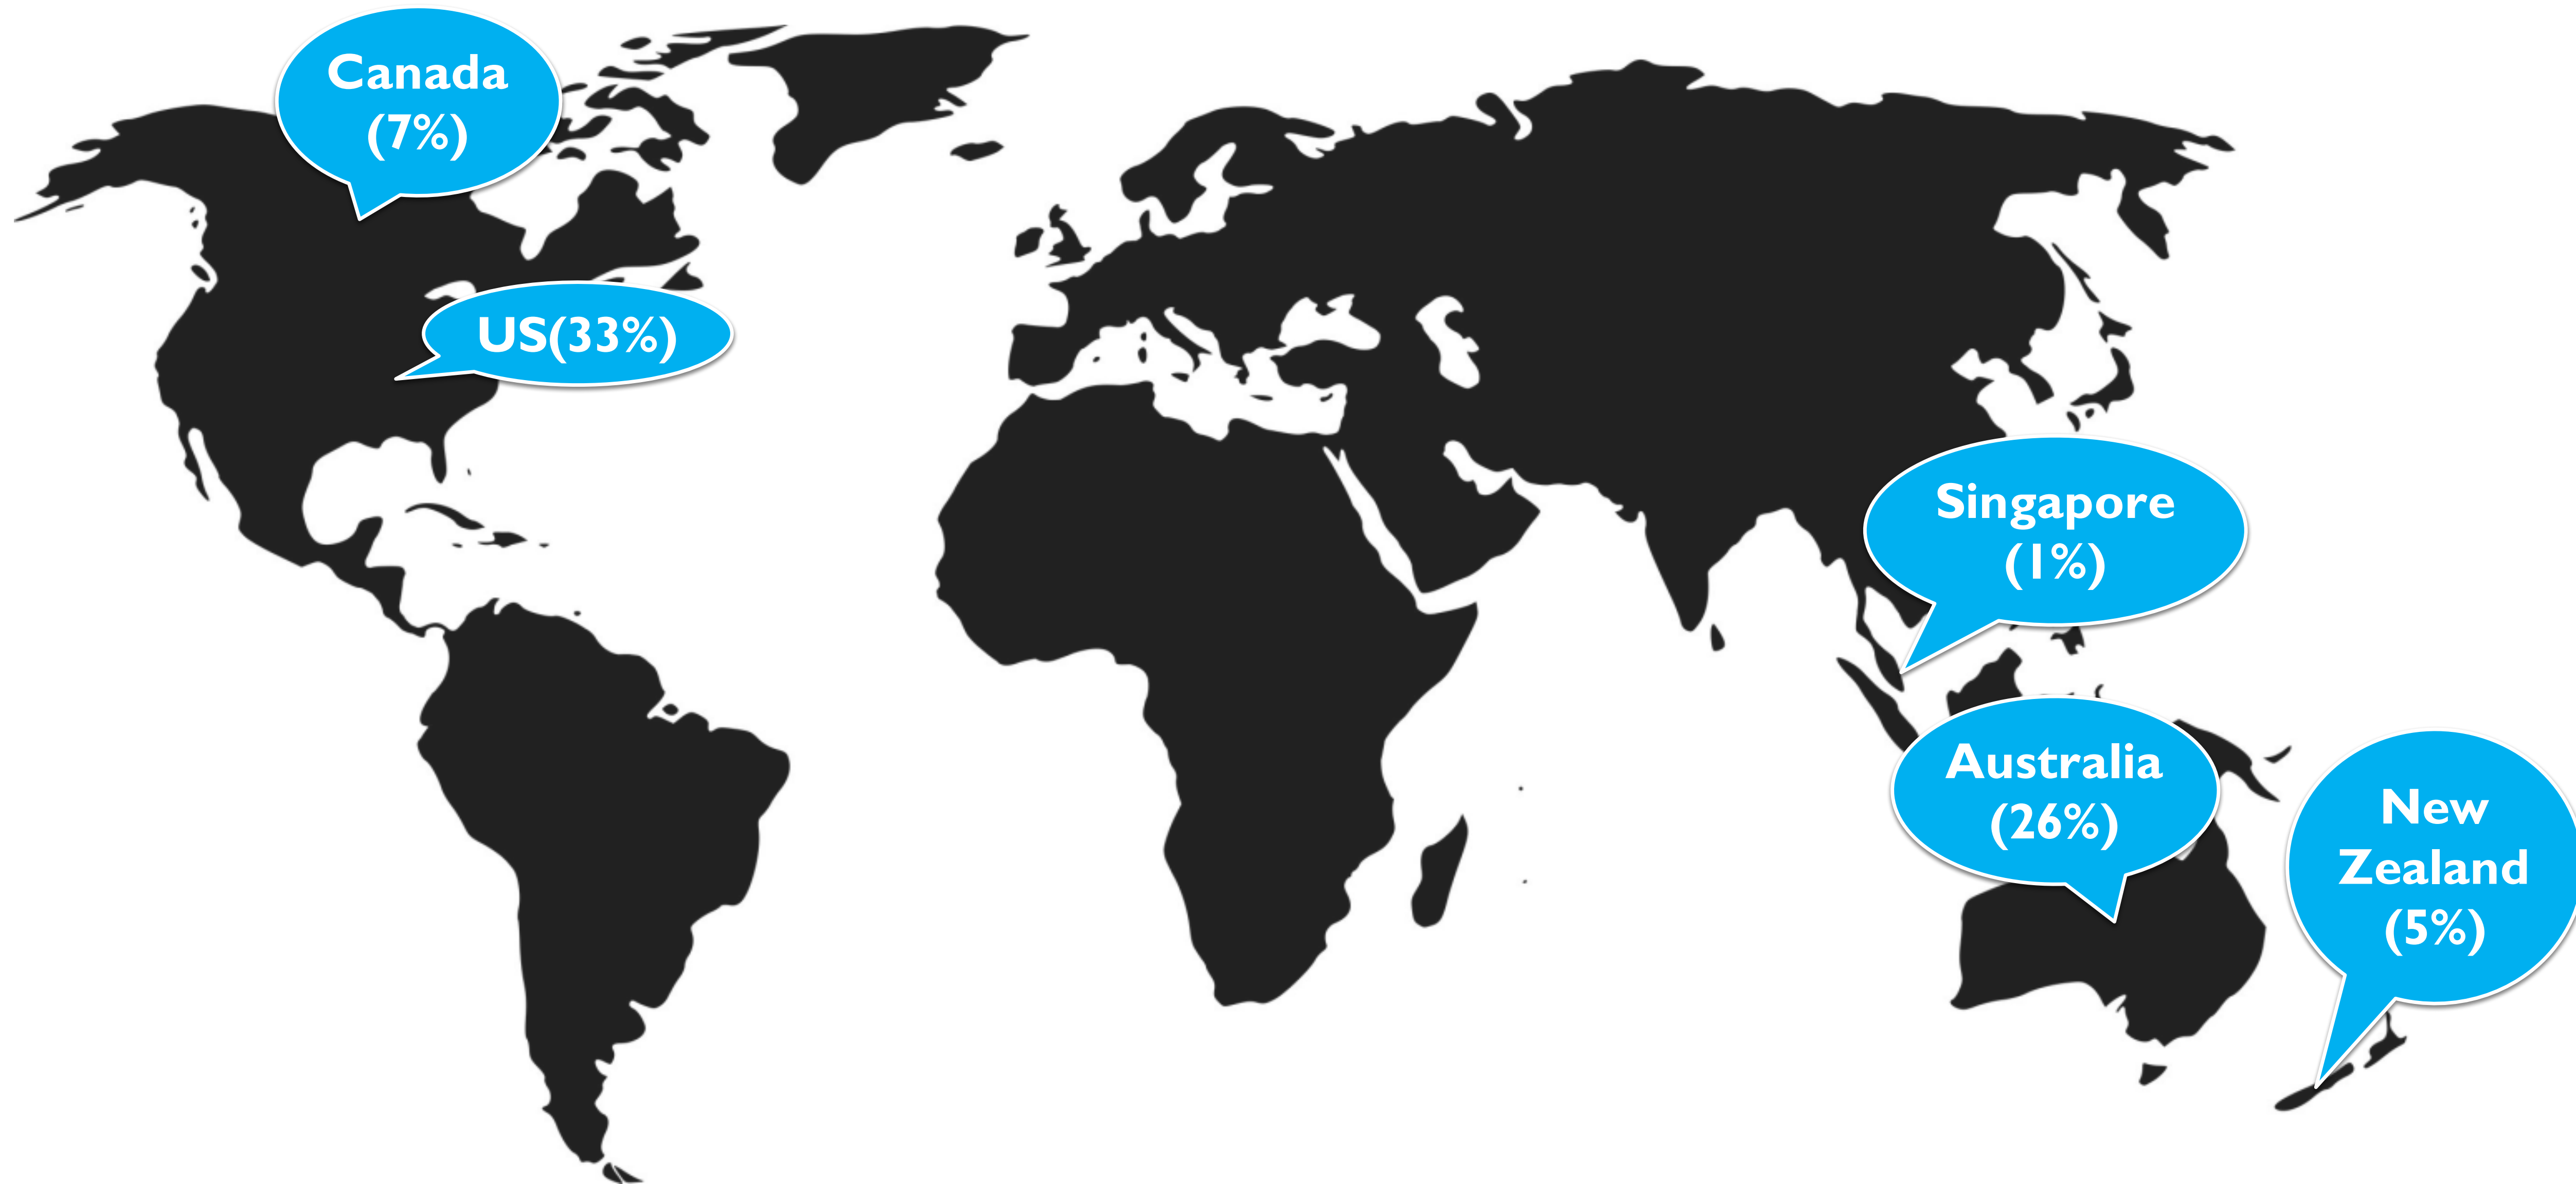 Canada
(7%)
US(33%)
Singapore
(1%)
Australia
(26%)
New
Zealand
(5%)